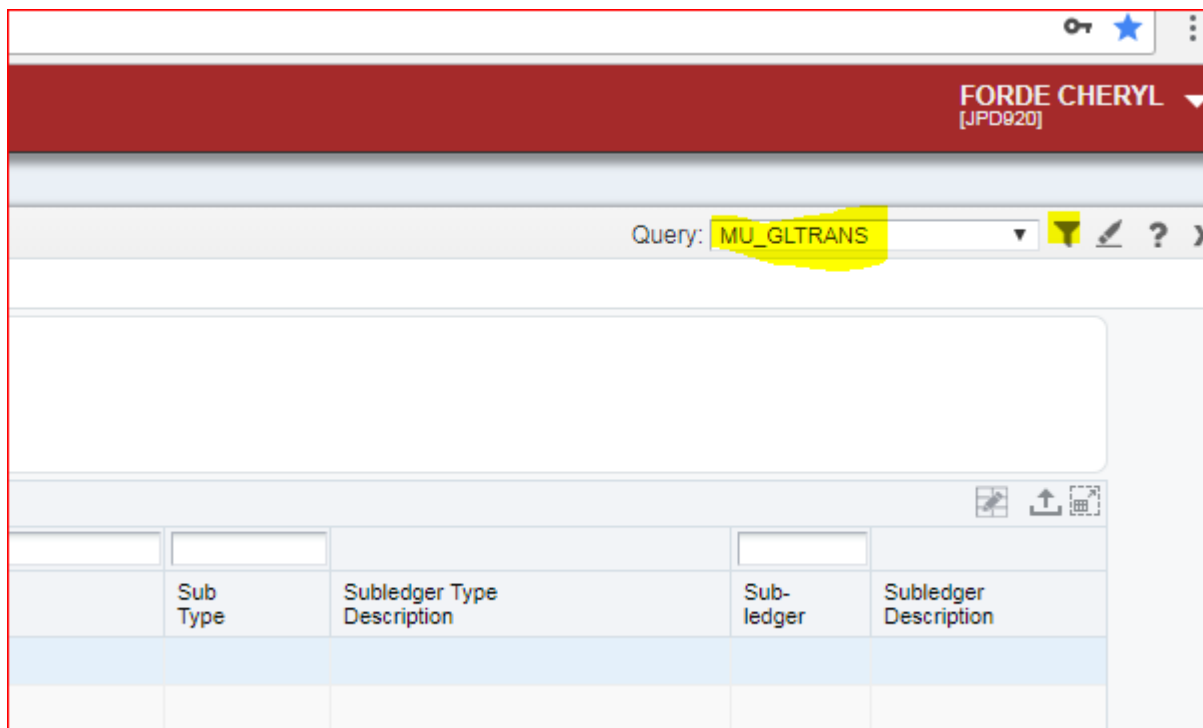 FORDE CHERYL
[JPD920]
Query: MU_GLTRANS
?
Sub
Type
Subledger Type
Description
Sub-
ledger
Subledger
Description